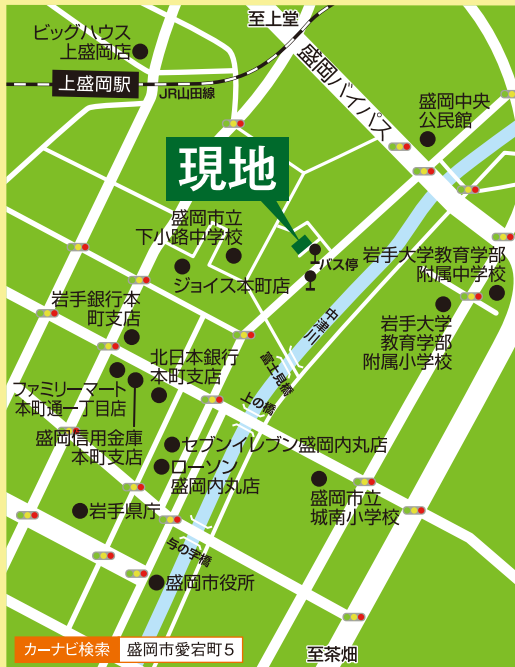 至上堂
ビッグハウス
上盛岡店
上盛岡駅
JR山田線
盛岡バイパス
盛岡中央
公民館
現地
盛岡市立
下小路中学校
ジョイス本町店
バス停
岩手大学教育学部
附属中学校
岩手大学
教育学部
附属小学校
中津川
岩手銀行本
町支店
北日本銀行
本町支店
富士見橋
上の橋
ファミリーマート
本町通一丁目店
盛岡信用金庫
本町支店
セブンイレブン盛岡内丸店
ローソン
盛岡内丸店
盛岡市立
城南小学校
岩手県庁
与の字橋
盛岡市役所
カーナビ検索
盛岡市愛宕町5
至茶畑